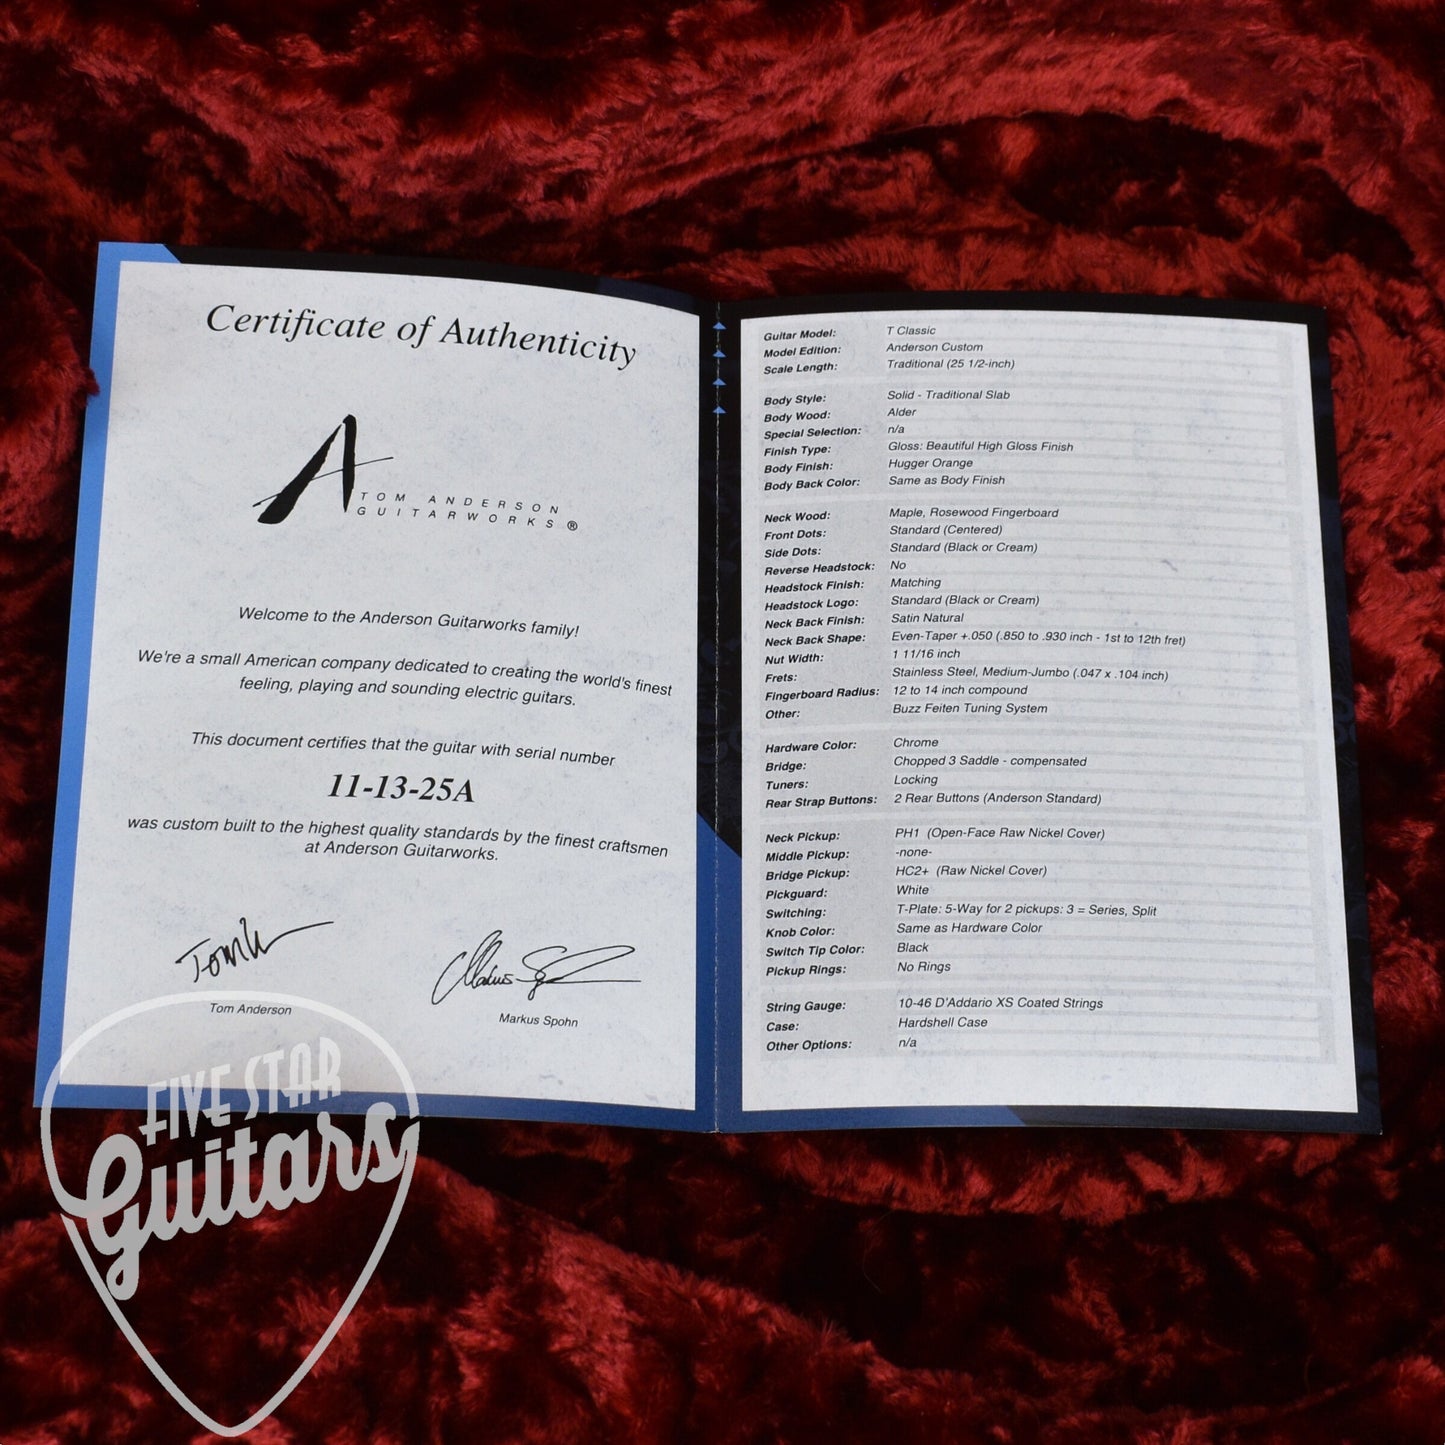 Certificate of Authenticity
A
TOM ANDERSON
GUITARWORKS ®
Welcome to the Anderson Guitarworks family!
We're a small American company dedicated to creating the world's finest
feeling, playing and sounding electric guitars.
This document certifies that the guitar with serial number
11-13-25A
was custom built to the highest quality standards by the finest craftsmen
at Anderson Guitarworks.
Tom Anderson
Markus Spohn
Guitar Model: T Classic
Model Edition: Anderson Custom
Scale Length: Traditional (25 1/2-inch)
Body Style: Solid - Traditional Slab
Body Wood: Alder
Special Selection: n/a
Finish Type: Gloss: Beautiful High Gloss Finish
Body Finish: Hugger Orange
Body Back Color: Same as Body Finish
Neck Wood: Maple, Rosewood Fingerboard
Front Dots: Standard (Centered)
Side Dots: Standard (Black or Cream)
Reverse Headstock: No
Headstock Finish: Matching
Headstock Logo: Standard (Black or Cream)
Neck Back Finish: Satin Natural
Neck Back Shape: Even-Taper +.050 (.850 to .930 inch - 1st to 12th fret)
Nut Width: 1 11/16 inch
Frets: Stainless Steel, Medium-Jumbo (.047 x .104 inch)
Fingerboard Radius: 12 to 14 inch compound
Other: Buzz Feiten Tuning System
Hardware Color: Chrome
Bridge: Chopped 3 Saddle - compensated
Tuners: Locking
Rear Strap Buttons: 2 Rear Buttons (Anderson Standard)
Neck Pickup: PH1 (Open-Face Raw Nickel Cover)
Middle Pickup: -none-
Bridge Pickup: HC2+ (Raw Nickel Cover)
Pickguard: White
Switching: T-Plate: 5-Way for 2 pickups: 3 = Series, Split
Knob Color: Same as Hardware Color
Switch Tip Color: Black
Pickup Rings: No Rings
String Gauge: 10-46 D'Addario XS Coated Strings
Case: Hardshell Case
Other Options: n/a
FIVE STAR
Guitars